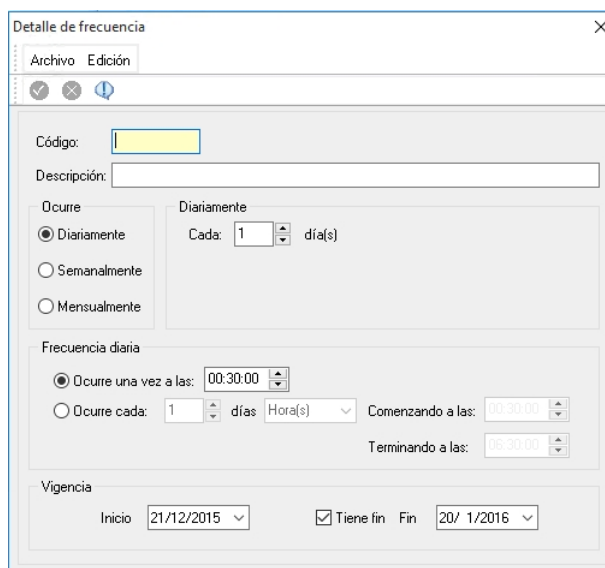 Detalle de frecuencia
Archivo Edición
Código:
Descripción:
Ocurre
Diariamente
Semanalmente
Mensualmente
Diariamente
Cada: 1 día(s)
Frecuencia diaria
Ocurre una vez a las: 00:30:00
Ocurre cada: 1 días Hora(s) Comenzando a las: 00:30:00
Terminando a las: 06:30:00
Vigencia
Inicio 21/12/2015 Tiene fin Fin 20/ 1/2016